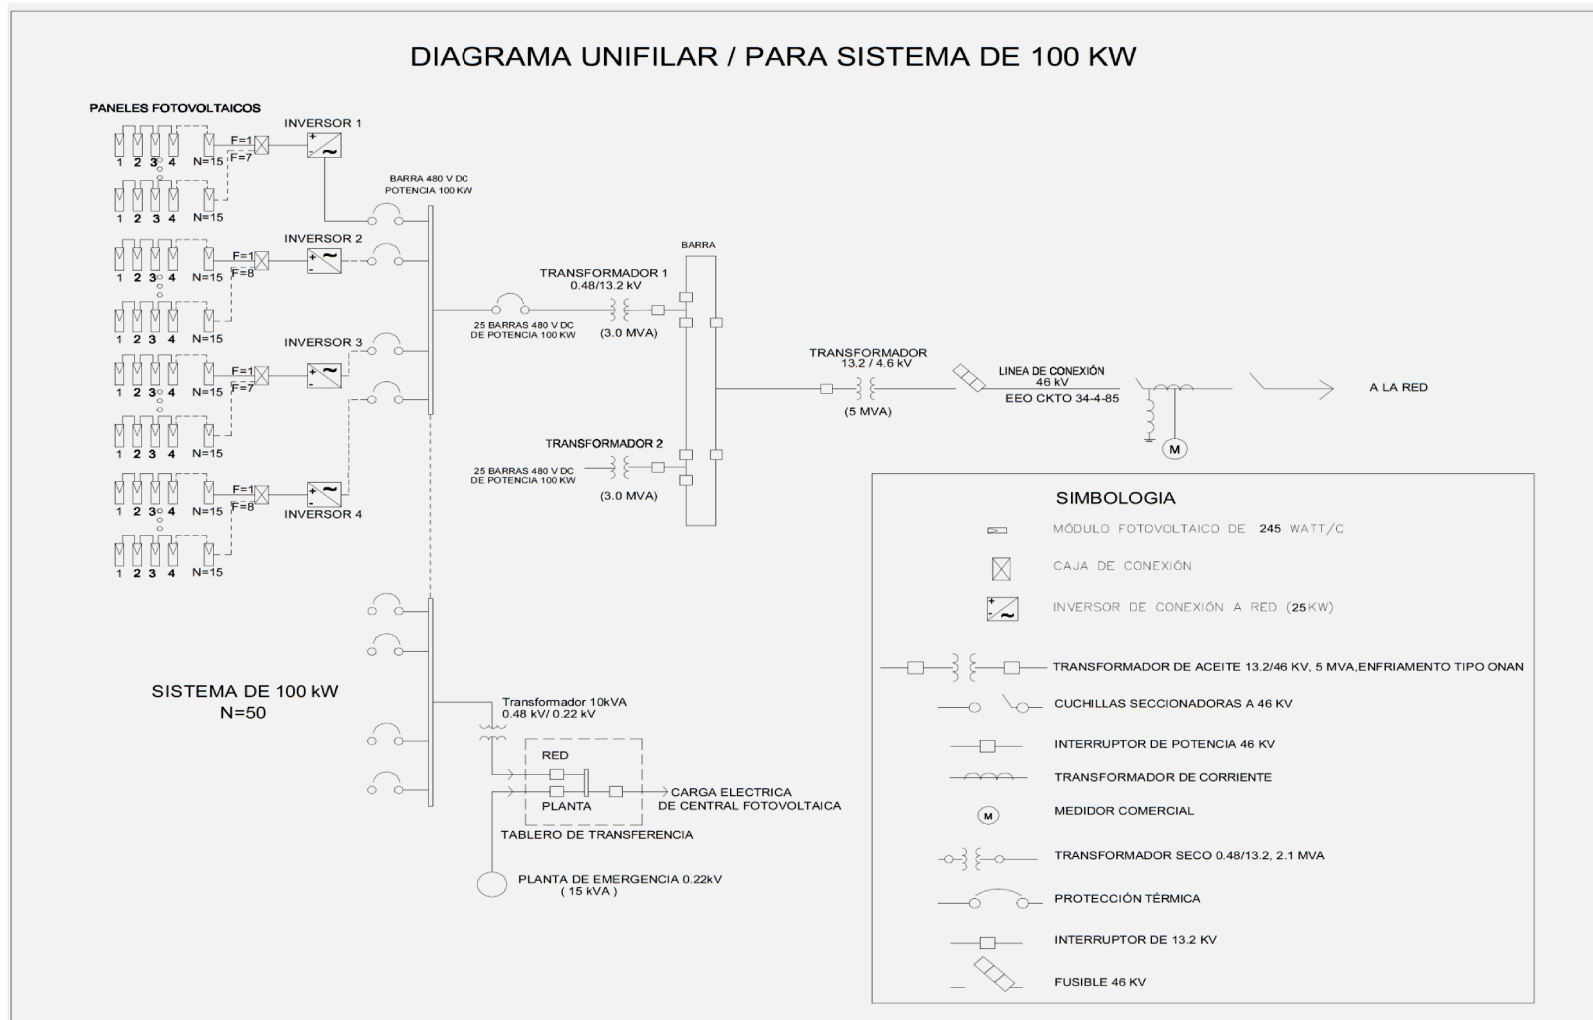 DIAGRAMA UNIFILAR / PARA SISTEMA DE 100 KW
PANELES FOTOVOLTAICOS
INVERSOR 1
+
-
~
F=1
F=7
1 2 3 4 N=15
1 2 3 4 N=15
BARRA 480 V DC
POTENCIA 100 KW
INVERSOR 2
+
-
~
F=1
F=8
1 2 3 4 N=15
1 2 3 4 N=15
INVERSOR 3
+
-
~
F=1
F=7
1 2 3 4 N=15
1 2 3 4 N=15
F=1
F=8
+
-
~
INVERSOR 4
1 2 3 4 N=15
1 2 3 4 N=15
TRANSFORMADOR 1
0.48/13.2 kV
25 BARRAS 480 V DC
DE POTENCIA 100 KW
(3.0 MVA)
BARRA
TRANSFORMADOR 2
25 BARRAS 480 V DC
DE POTENCIA 100 KW
(3.0 MVA)
TRANSFORMADOR
13.2 / 4.6 kV
(5 MVA)
LINEA DE CONEXIÓN
46 kV
EEO CKTO 34-4-85
M
A LA RED
SISTEMA DE 100 kW
N=50
Transformador 10kVA
0.48 kV/ 0.22 kV
RED
PLANTA
CARGA ELECTRICA
DE CENTRAL FOTOVOLTAICA
TABLERO DE TRANSFERENCIA
PLANTA DE EMERGENCIA 0.22kV
( 15 kVA )
SIMBOLOGIA
MÓDULO FOTOVOLTAICO DE 245 WATT/C
CAJA DE CONEXIÓN
+
-
~
INVERSOR DE CONEXIÓN A RED (25KW)
TRANSFORMADOR DE ACEITE 13.2/46 KV, 5 MVA,ENFRIAMENTO TIPO ONAN
CUCHILLAS SECCIONADORAS A 46 KV
INTERRUPTOR DE POTENCIA 46 KV
TRANSFORMADOR DE CORRIENTE
M
MEDIDOR COMERCIAL
TRANSFORMADOR SECO 0.48/13.2, 2.1 MVA
PROTECCIÓN TÉRMICA
INTERRUPTOR DE 13.2 KV
FUSIBLE 46 KV